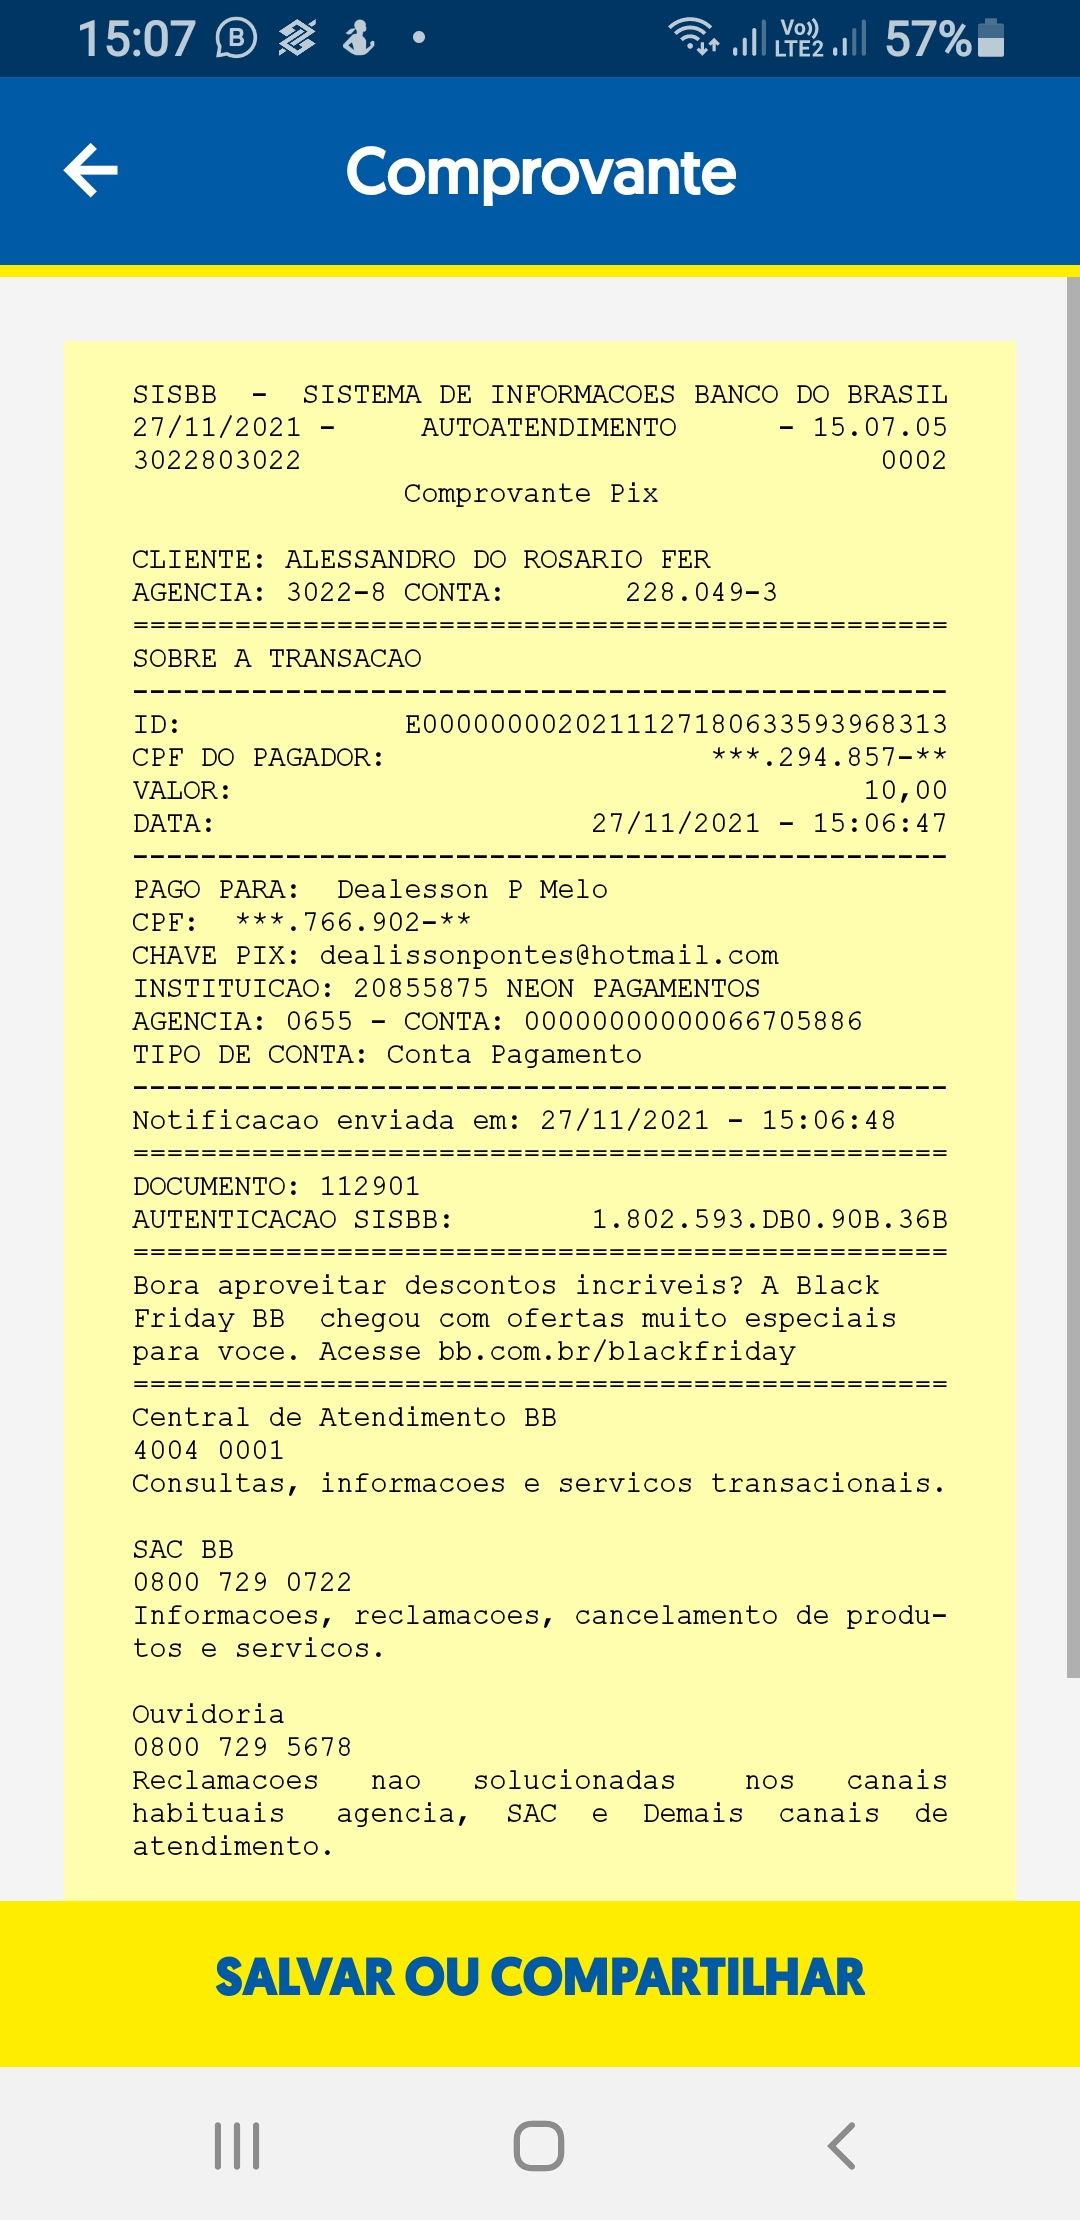 15:07 B Vo)) LTE2 57%
Comprovante
SISBB - SISTEMA DE INFORMACOES BANCO DO BRASIL
27/11/2021 - AUTOATENDIMENTO - 15.07.05
3022803022 0002
Comprovante Pix
CLIENTE: ALESSANDRO DO ROSARIO FER
AGENCIA: 3022-8 CONTA: 228.049-3
================================================
SOBRE A TRANSACAO
------------------------------------------------
ID: E0000000020211127180633593968313
CPF DO PAGADOR: ***.294.857-**
VALOR: 10,00
DATA: 27/11/2021 - 15:06:47
------------------------------------------------
PAGO PARA: Dealesson P Melo
CPF: ***.766.902-**
CHAVE PIX: dealissonpontes@hotmail.com
INSTITUICAO: 20855875 NEON PAGAMENTOS
AGENCIA: 0655 - CONTA: 00000000000066705886
TIPO DE CONTA: Conta Pagamento
------------------------------------------------
Notificacao enviada em: 27/11/2021 - 15:06:48
================================================
DOCUMENTO: 112901
AUTENTICACAO SISBB: 1.802.593.DB0.90B.36B
================================================
Bora aproveitar descontos incriveis? A Black
Friday BB chegou com ofertas muito especiais
para voce. Acesse bb.com.br/blackfriday
================================================
Central de Atendimento BB
4004 0001
Consultas, informacoes e servicos transacionais.
SAC BB
0800 729 0722
Informacoes, reclamacoes, cancelamento de produ-
tos e servicos.
Ouvidoria
0800 729 5678
Reclamacoes nao solucionadas nos canais
habituais agencia, SAC e Demais canais de
atendimento.
SALVAR OU COMPARTILHAR